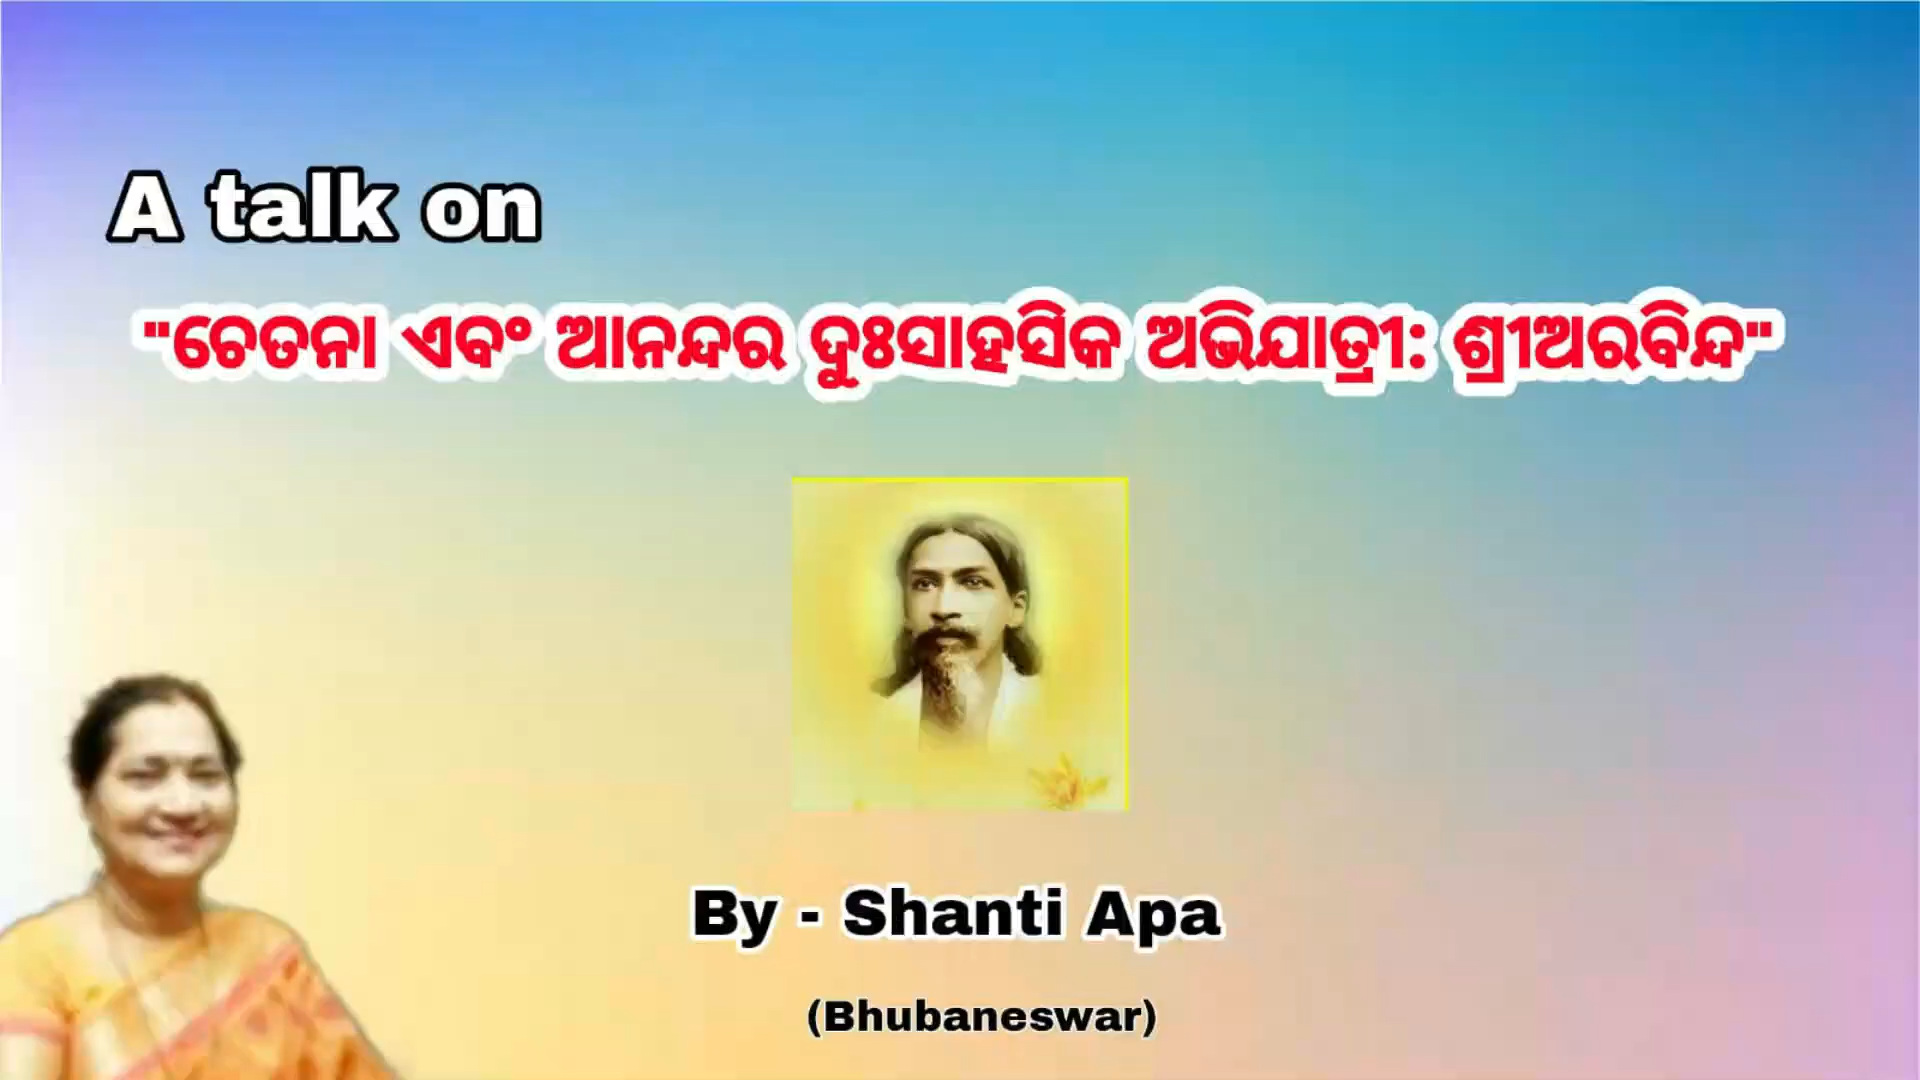 A talk on
"ଚେତନା ଏବଂ ଆନନ୍ଦର ଦୁଃସାହସିକ ଅଭିଯାତ୍ରୀ: ଶ୍ରୀଅରବିନ୍ଦ"
By - Shanti Apa
(Bhubaneswar)